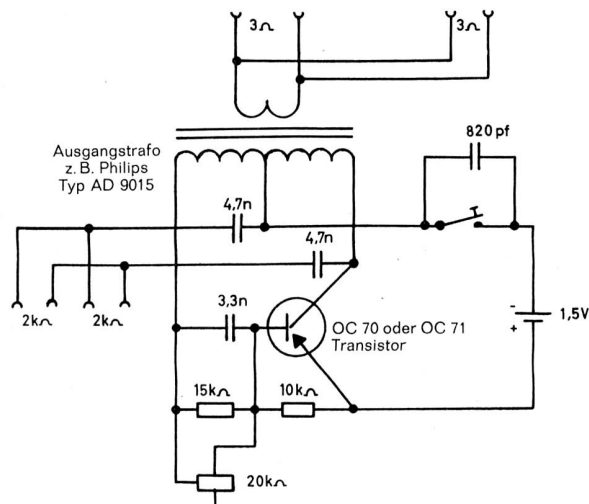 3Ω
3Ω
820 pf
Ausgangstrafo
z. B. Philips
Typ AD 9015
4,7n
4,7n
2kΩ
2kΩ
3,3n
OC 70 oder OC 71
Transistor
-
+
1,5V
15kΩ
10kΩ
20kΩ